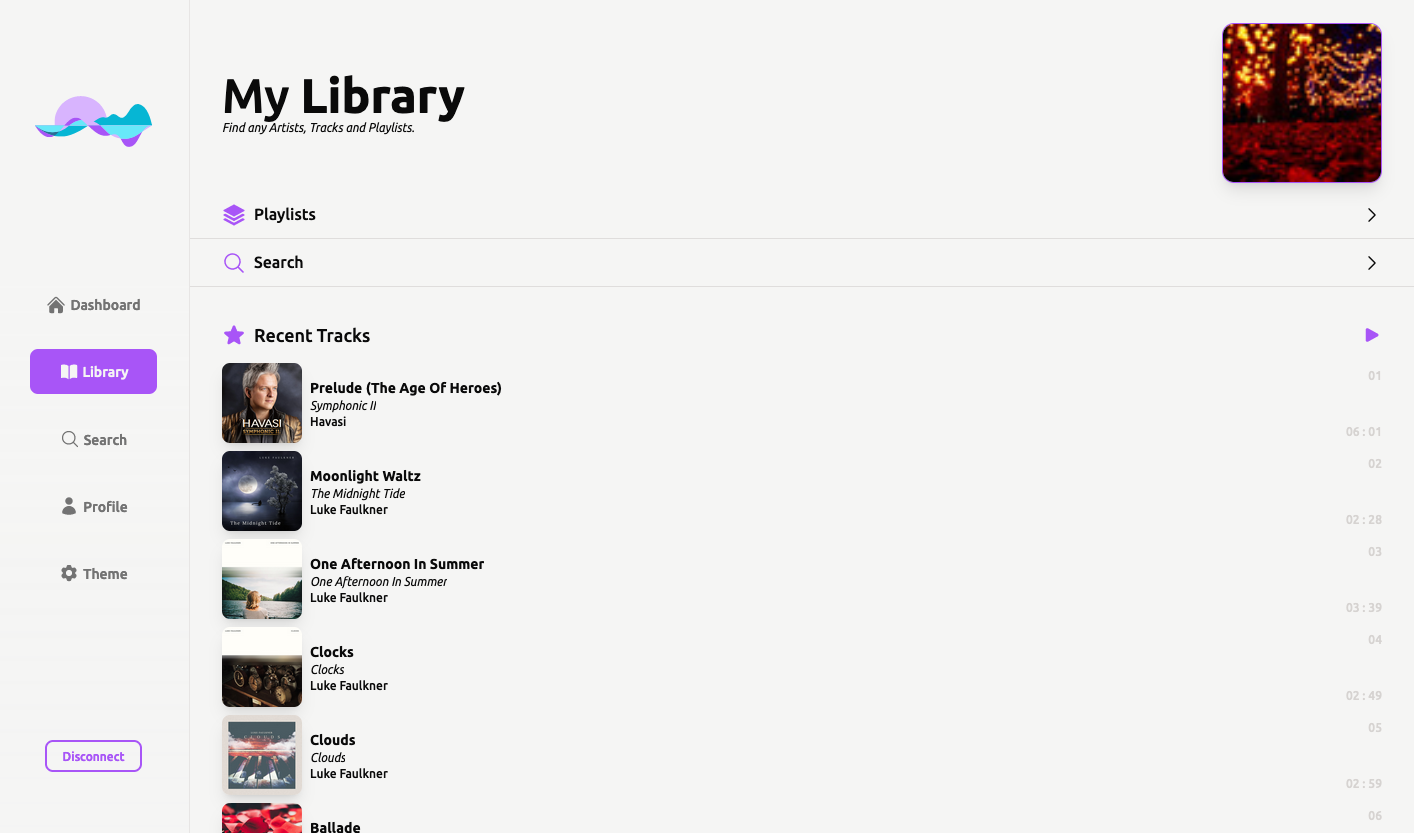 My Library
Find any Artists, Tracks and Playlists.
Playlists
Search
Dashboard
Library
Search
Profile
Theme
Disconnect
Recent Tracks
HAVASI
SYMPHONIC II
Prelude (The Age Of Heroes)
Symphonic II
Havasi
01
06 : 01
The Midnight Tide
Moonlight Waltz
The Midnight Tide
Luke Faulkner
02
02 : 28
One Afternoon In Summer
One Afternoon In Summer
Luke Faulkner
03
03 : 39
Clocks
Clocks
Luke Faulkner
04
02 : 49
CLOUDS
Clouds
Clouds
Luke Faulkner
05
02 : 59
Ballade
06